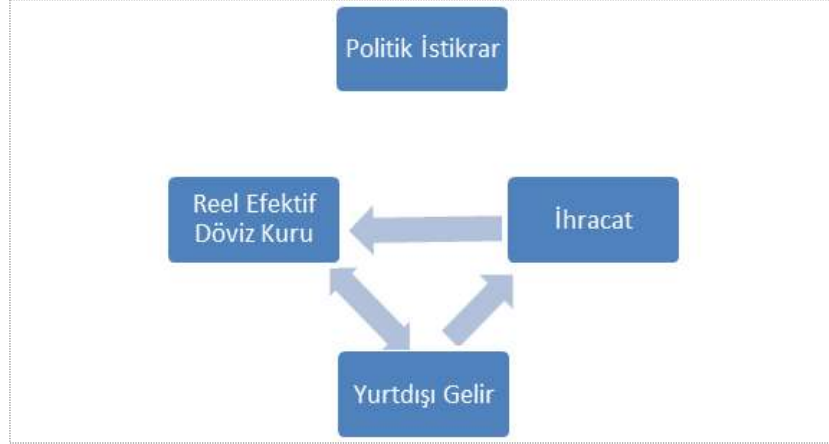 Politik İstikrar
Reel Efektif
Döviz Kuru
İhracat
Yurtdışı Gelir